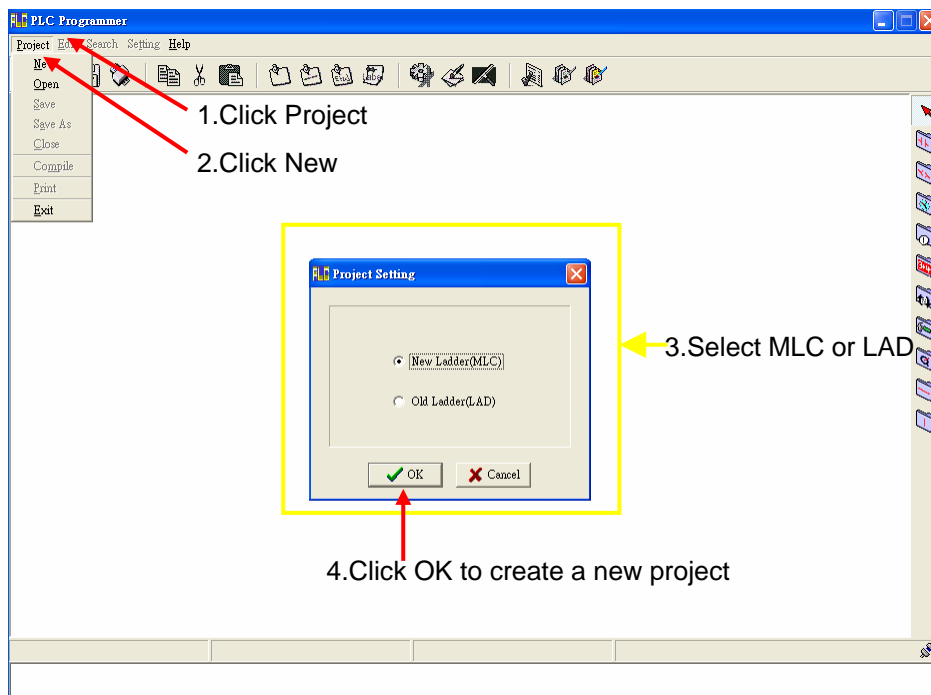 PLC Programmer
Project Edit Search Setting Help
Ne
Open
Save
Save As
Close
Compile
Print
Exit
1.Click Project
2.Click New
Project Setting
New Ladder(MLC)
Old Ladder(LAD)
OK Cancel
3.Select MLC or LAD
4.Click OK to create a new project